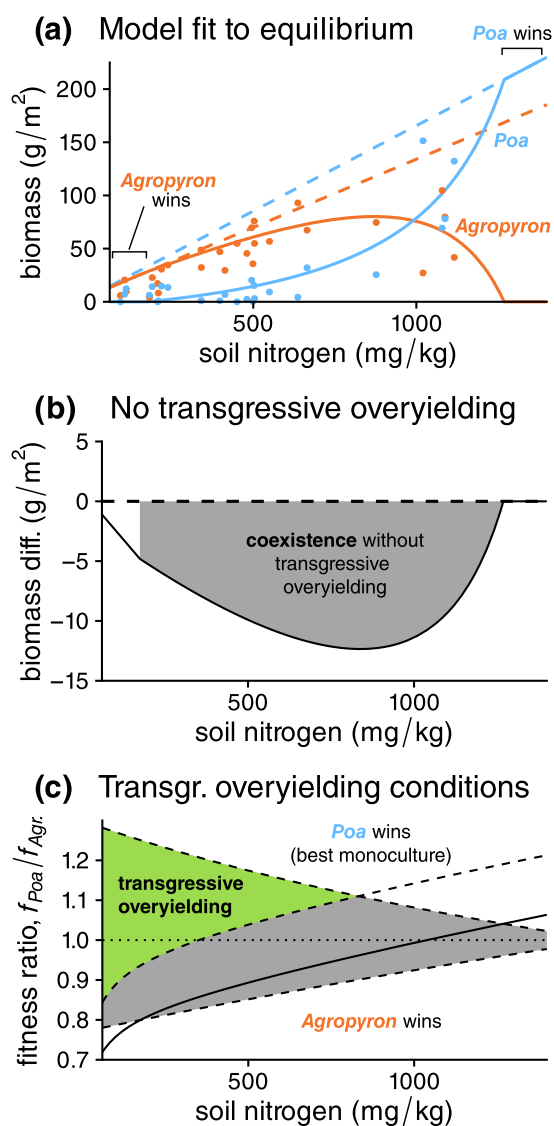 (a) Model fit to equilibrium
Poa wins
200
150
100
50
0
biomass (g/m²)
Agropyron
wins
Poa
Agropyron
500
1000
soil nitrogen (mg/kg)
(b) No transgressive overyielding
5
0
−5
−10
−15
biomass diff. (g/m²)
coexistence without
transgressive
overyielding
500
1000
soil nitrogen (mg/kg)
(c) Transgr. overyielding conditions
1.2
1.1
1.0
0.9
0.8
0.7
fitness ratio, fPoa/fAgr.
Poa wins
(best monoculture)
transgressive
overyielding
Agropyron wins
500
1000
soil nitrogen (mg/kg)